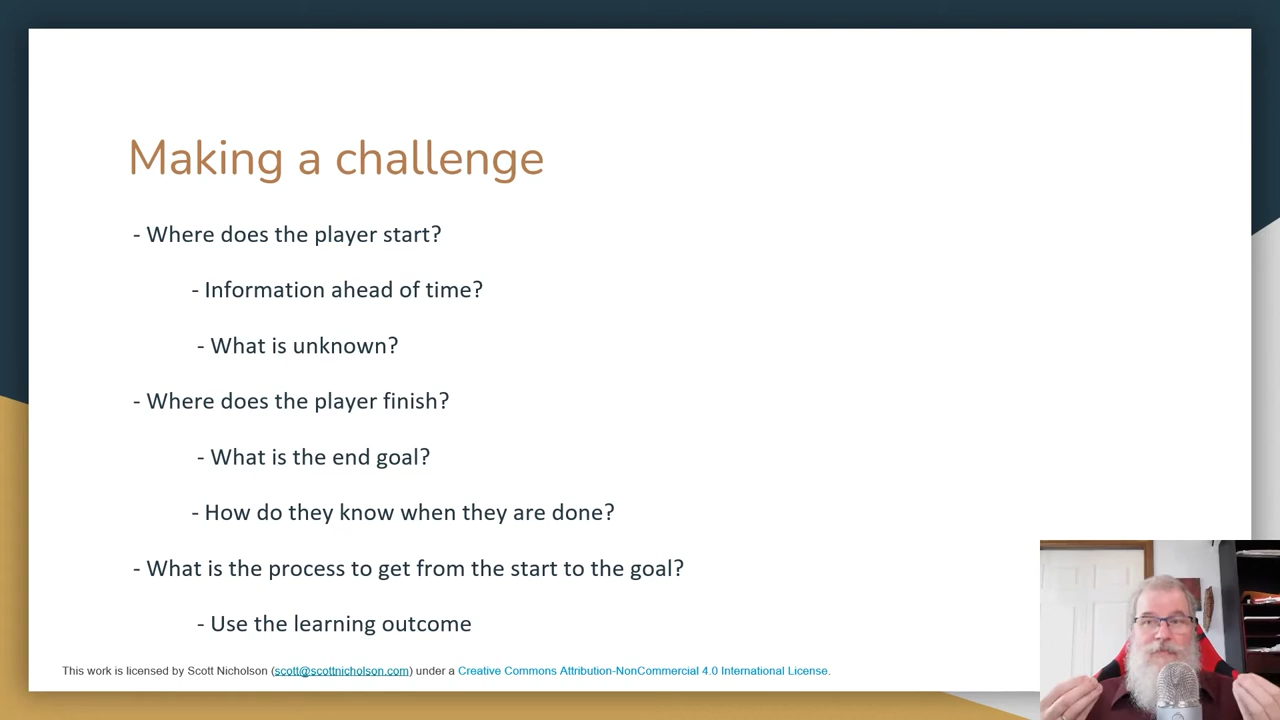 Making a challenge
- Where does the player start?
- Information ahead of time?
- What is unknown?
- Where does the player finish?
- What is the end goal?
- How do they know when they are done?
- What is the process to get from the start to the goal?
- Use the learning outcome
This work is licensed by Scott Nicholson (scott@scottnicholson.com) under a Creative Commons Attribution-NonCommercial 4.0 International License.